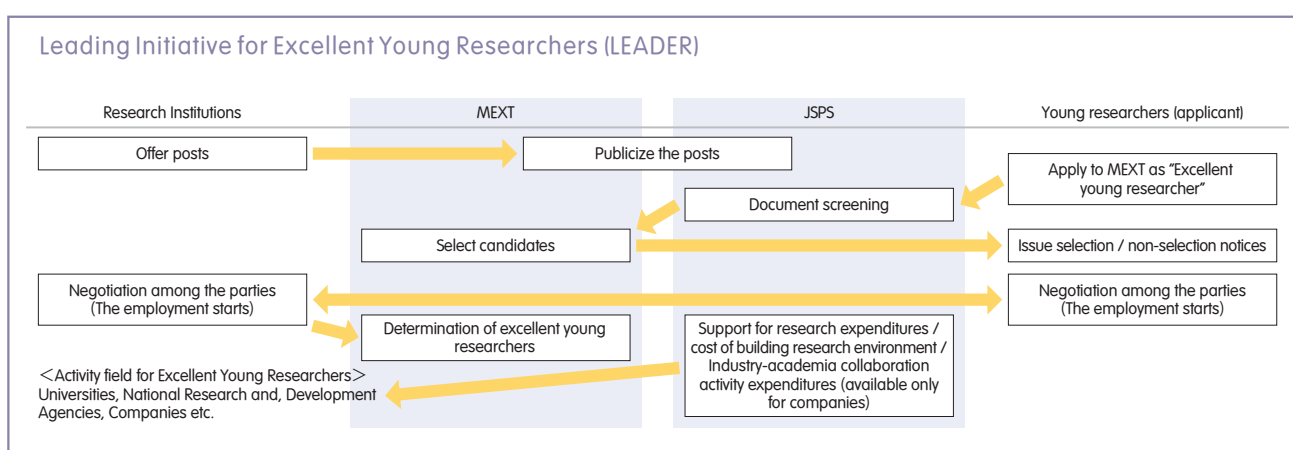 Leading Initiative for Excellent Young Researchers (LEADER)
Research Institutions
MEXT
JSPS
Young researchers (applicant)
Offer posts
Publicize the posts
Apply to MEXT as “Excellent
young researcher”
Document screening
Select candidates
Issue selection / non-selection notices
Negotiation among the parties
(The employment starts)
Negotiation among the parties
(The employment starts)
Determination of excellent young
researchers
Support for research expenditures /
cost of building research environment /
Industry-academia collaboration
activity expenditures (available only
for companies)
＜Activity field for Excellent Young Researchers＞
Universities, National Research and, Development
Agencies, Companies etc.